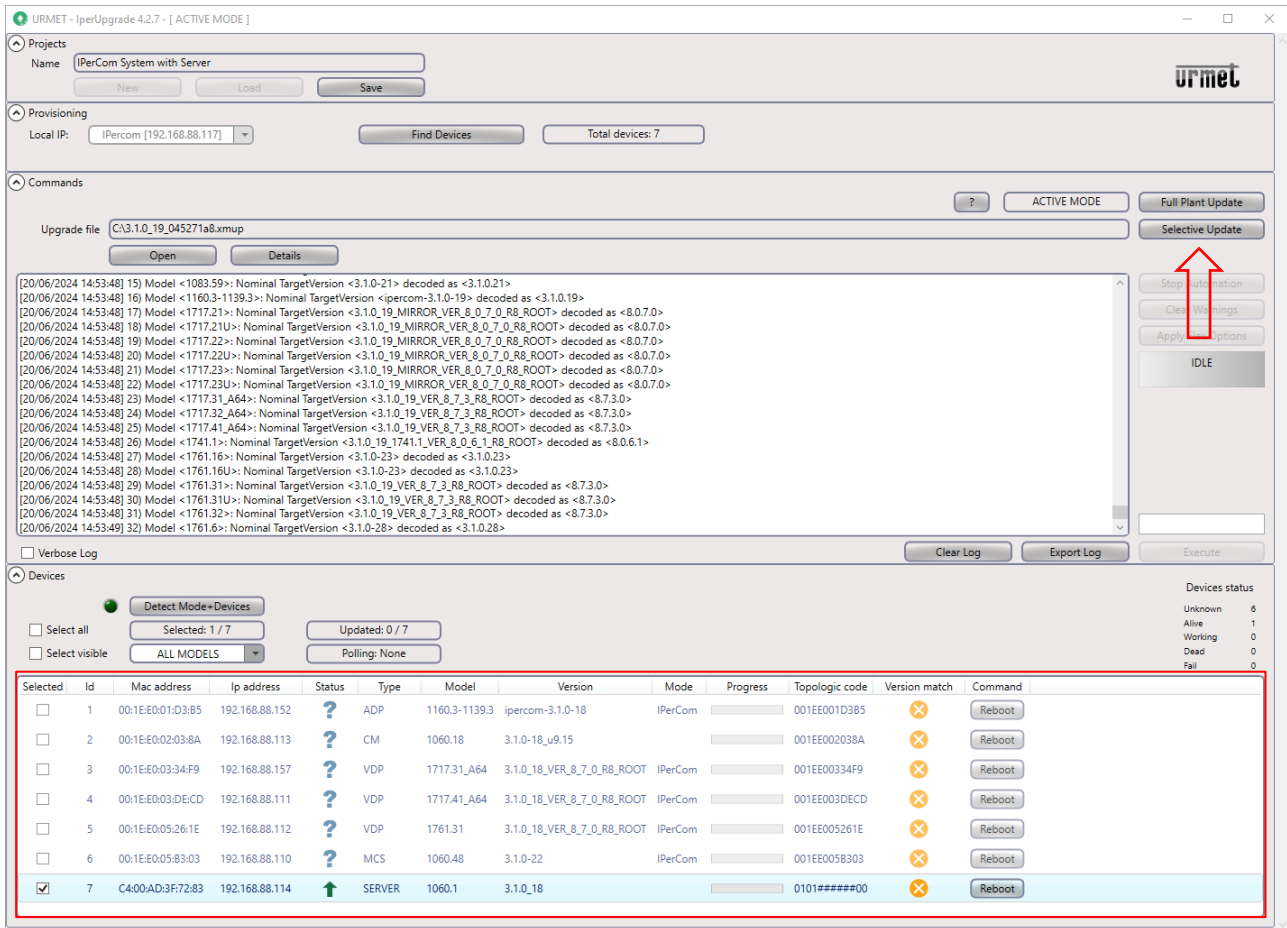 URMET - IperUpgrade 4.2.7 - [ ACTIVE MODE ]
Projects
Name IPerCom System with Server
New Load Save
urmet
Provisioning
Local IP: IPercom [192.168.88.117] Find Devices Total devices: 7
Commands
? ACTIVE MODE Full Plant Update
Upgrade file C:\3.1.0_19_045271a8.xmup Selective Update
Open Details
[20/06/2024 14:53:48] 15) Model <1083.59>: Nominal TargetVersion <3.1.0-21> decoded as <3.1.0.21>
[20/06/2024 14:53:48] 16) Model <1160.3-1139.3>: Nominal TargetVersion <ipercom-3.1.0-19> decoded as <3.1.0.19>
[20/06/2024 14:53:48] 17) Model <1717.21>: Nominal TargetVersion <3.1.0_19_MIRROR_VER_8_0_7_0_R8_ROOT> decoded as <8.0.7.0>
[20/06/2024 14:53:48] 18) Model <1717.21U>: Nominal TargetVersion <3.1.0_19_MIRROR_VER_8_0_7_0_R8_ROOT> decoded as <8.0.7.0>
[20/06/2024 14:53:48] 19) Model <1717.22>: Nominal TargetVersion <3.1.0_19_MIRROR_VER_8_0_7_0_R8_ROOT> decoded as <8.0.7.0>
[20/06/2024 14:53:48] 20) Model <1717.22U>: Nominal TargetVersion <3.1.0_19_MIRROR_VER_8_0_7_0_R8_ROOT> decoded as <8.0.7.0>
[20/06/2024 14:53:48] 21) Model <1717.23>: Nominal TargetVersion <3.1.0_19_MIRROR_VER_8_0_7_0_R8_ROOT> decoded as <8.0.7.0>
[20/06/2024 14:53:48] 22) Model <1717.23U>: Nominal TargetVersion <3.1.0_19_MIRROR_VER_8_0_7_0_R8_ROOT> decoded as <8.0.7.0>
[20/06/2024 14:53:48] 23) Model <1717.31_A64>: Nominal TargetVersion <3.1.0_19_VER_8_7_3_R8_ROOT> decoded as <8.7.3.0>
[20/06/2024 14:53:48] 24) Model <1717.32_A64>: Nominal TargetVersion <3.1.0_19_VER_8_7_3_R8_ROOT> decoded as <8.7.3.0>
[20/06/2024 14:53:48] 25) Model <1717.41_A64>: Nominal TargetVersion <3.1.0_19_VER_8_7_3_R8_ROOT> decoded as <8.7.3.0>
[20/06/2024 14:53:48] 26) Model <1741.1>: Nominal TargetVersion <3.1.0_19_1741.1_VER_8_0_6_1_R8_ROOT> decoded as <8.0.6.1>
[20/06/2024 14:53:48] 27) Model <1761.16>: Nominal TargetVersion <3.1.0-23> decoded as <3.1.0.23>
[20/06/2024 14:53:48] 28) Model <1761.16U>: Nominal TargetVersion <3.1.0-23> decoded as <3.1.0.23>
[20/06/2024 14:53:48] 29) Model <1761.31>: Nominal TargetVersion <3.1.0_19_VER_8_7_3_R8_ROOT> decoded as <8.7.3.0>
[20/06/2024 14:53:48] 30) Model <1761.31U>: Nominal TargetVersion <3.1.0_19_VER_8_7_3_R8_ROOT> decoded as <8.7.3.0>
[20/06/2024 14:53:48] 31) Model <1761.32>: Nominal TargetVersion <3.1.0_19_VER_8_7_3_R8_ROOT> decoded as <8.7.3.0>
[20/06/2024 14:53:49] 32) Model <1761.6>: Nominal TargetVersion <3.1.0-28> decoded as <3.1.0.28>
Stop Automation
Clear Warnings
Apply Options
IDLE
Verbose Log Clear Log Export Log Execute
Devices
Devices status
Unknown 6
Alive 1
Working 0
Dead 0
Fail 0
Detect Mode+Devices
Select all Selected: 1 / 7 Updated: 0 / 7
Select visible ALL MODELS Polling: None
Selected Id Mac address Ip address Status Type Model Version Mode Progress Topologic code Version match Command
1 00:1E:E0:01:D3:B5 192.168.88.152 ? ADP 1160.3-1139.3 ipercom-3.1.0-18 IPerCom 001EE001D3B5 Reboot
2 00:1E:E0:02:03:8A 192.168.88.113 ? CM 1060.18 3.1.0-18_u9.15 001EE002038A Reboot
3 00:1E:E0:03:34:F9 192.168.88.157 ? VDP 1717.31_A64 3.1.0_18_VER_8_7_0_R8_ROOT IPerCom 001EE00334F9 Reboot
4 00:1E:E0:03:DE:CD 192.168.88.111 ? VDP 1717.41_A64 3.1.0_18_VER_8_7_0_R8_ROOT IPerCom 001EE003DECD Reboot
5 00:1E:E0:05:26:1E 192.168.88.112 ? VDP 1761.31 3.1.0_18_VER_8_7_0_R8_ROOT IPerCom 001EE005261E Reboot
6 00:1E:E0:05:B3:03 192.168.88.110 ? MCS 1060.48 3.1.0-22 IPerCom 001EE005B303 Reboot
7 C4:00:AD:3F:72:83 192.168.88.114 SERVER 1060.1 3.1.0_18 0101######00 Reboot